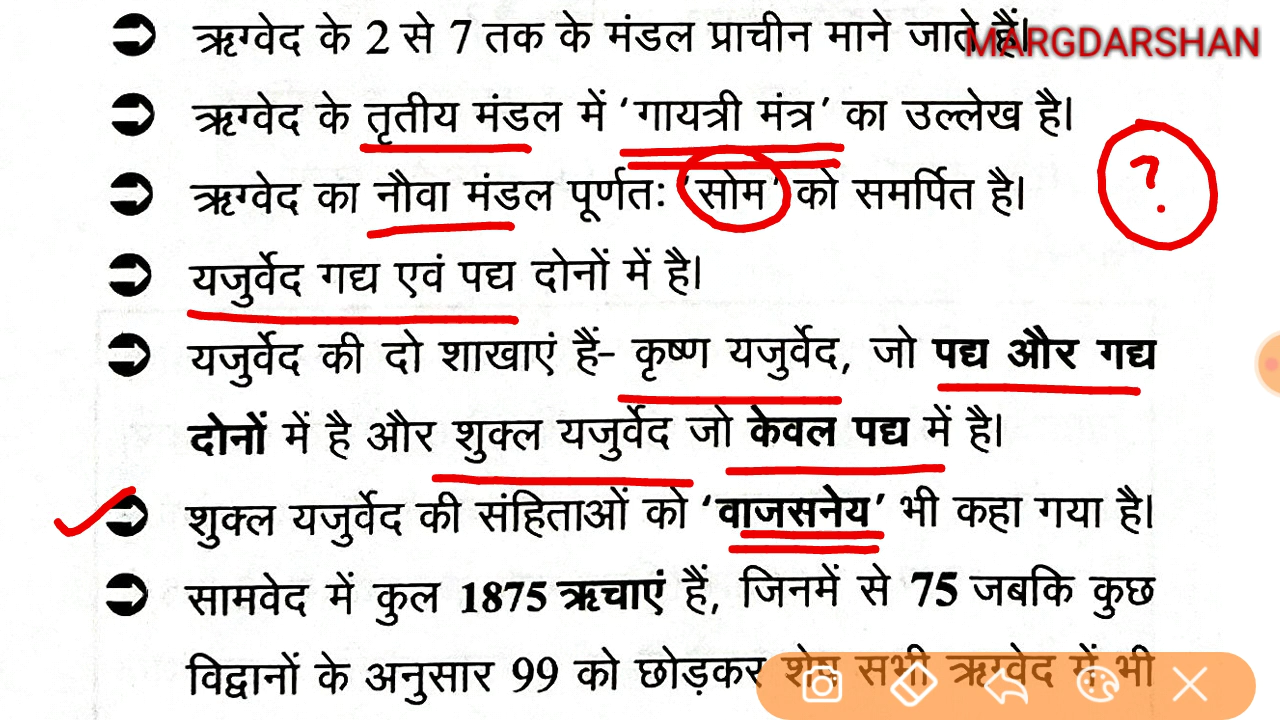 ऋग्वेद के 2 से 7 तक के मंडल प्राचीन माने जाते हैं।
MARGDARSHAN
ऋग्वेद के तृतीय मंडल में ‘गायत्री मंत्र’ का उल्लेख है।
ऋग्वेद का नौवा मंडल पूर्णतः ‘सोम’ को समर्पित है।
?
यजुर्वेद गद्य एवं पद्य दोनों में है।
यजुर्वेद की दो शाखाएं हैं- कृष्ण यजुर्वेद, जो पद्य और गद्य
दोनों में है और शुक्ल यजुर्वेद जो केवल पद्य में है।
शुक्ल यजुर्वेद की संहिताओं को ‘वाजसनेय’ भी कहा गया है।
सामवेद में कुल 1875 ऋचाएं हैं, जिनमें से 75 जबकि कुछ
विद्वानों के अनुसार 99 को छोड़कर शेष सभी ऋग्वेद में भी